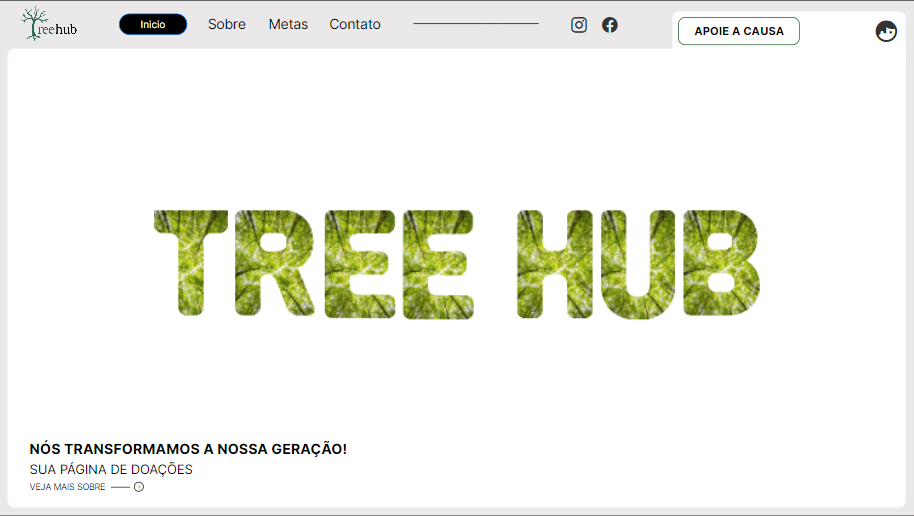 Treehub
Inicio
Sobre
Metas
Contato
APOIE A CAUSA
TREE HUB
NÓS TRANSFORMAMOS A NOSSA GERAÇÃO!
SUA PÁGINA DE DOAÇÕES
VEJA MAIS SOBRE